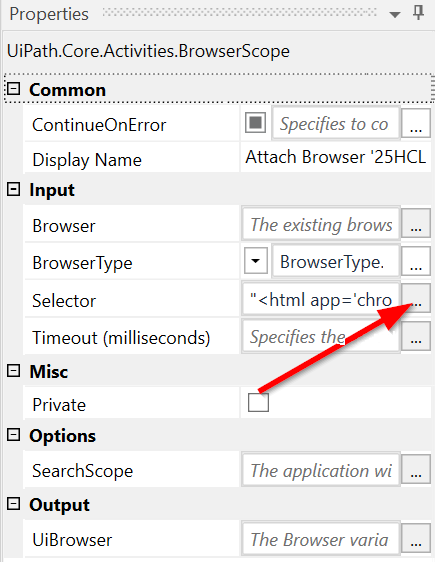 Properties
UiPath.Core.Activities.BrowserScope
Common
ContinueOnError Specifies to co ...
Display Name Attach Browser '25HCL
Input
Browser The existing brows ...
BrowserType BrowserType. ...
Selector "<html app='chro ...
Timeout (milliseconds) Specifies the ...
Misc
Private
Options
SearchScope The application wi ...
Output
UiBrowser The Browser varia ...